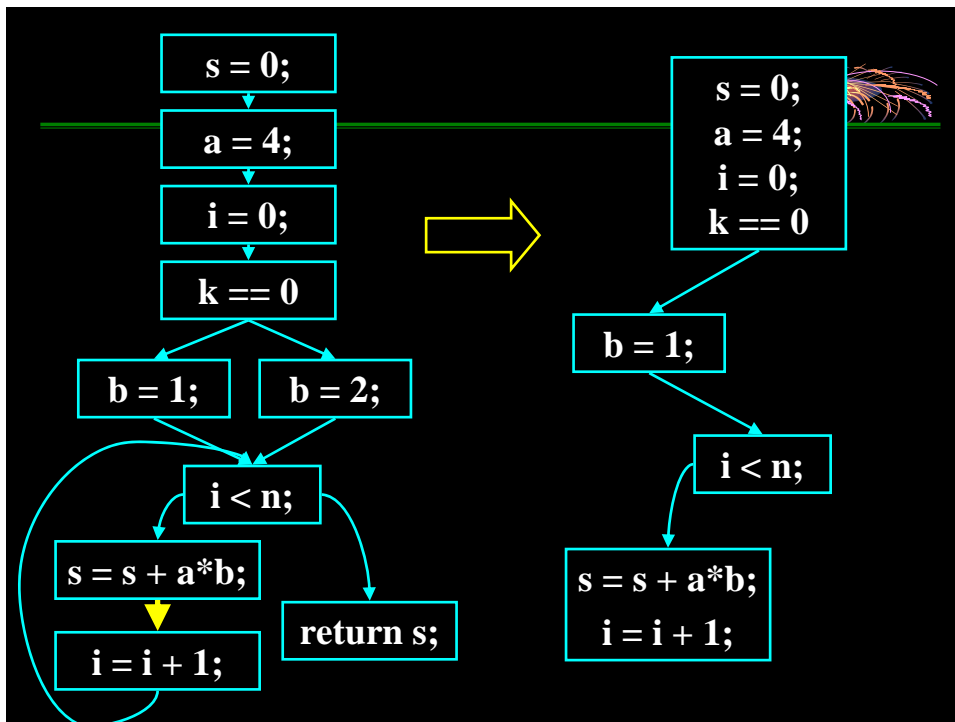 s = 0;
a = 4;
i = 0;
k == 0
b = 1;
b = 2;
i < n;
s = s + a*b;
i = i + 1;
return s;
s = 0;
a = 4;
i = 0;
k == 0
b = 1;
i < n;
s = s + a*b;
i = i + 1;